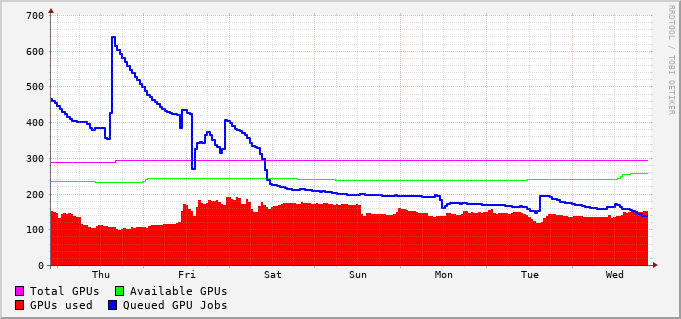 700
600
500
400
300
200
100
0
Thu Fri Sat Sun Mon Tue Wed
Total GPUs Available GPUs
GPUs used Queued GPU Jobs
RRDTOOL / TOBI OETIKER